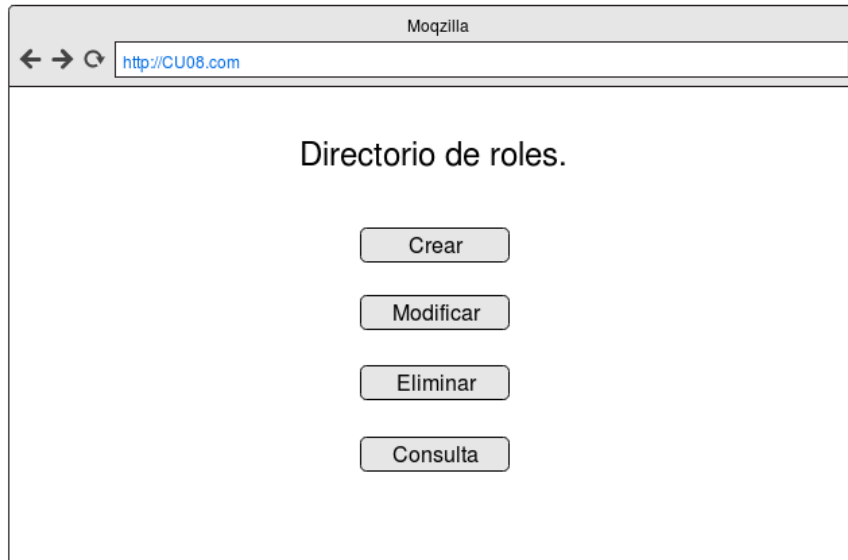 Moqzilla
http://CU08.com
Directorio de roles.
Crear
Modificar
Eliminar
Consulta